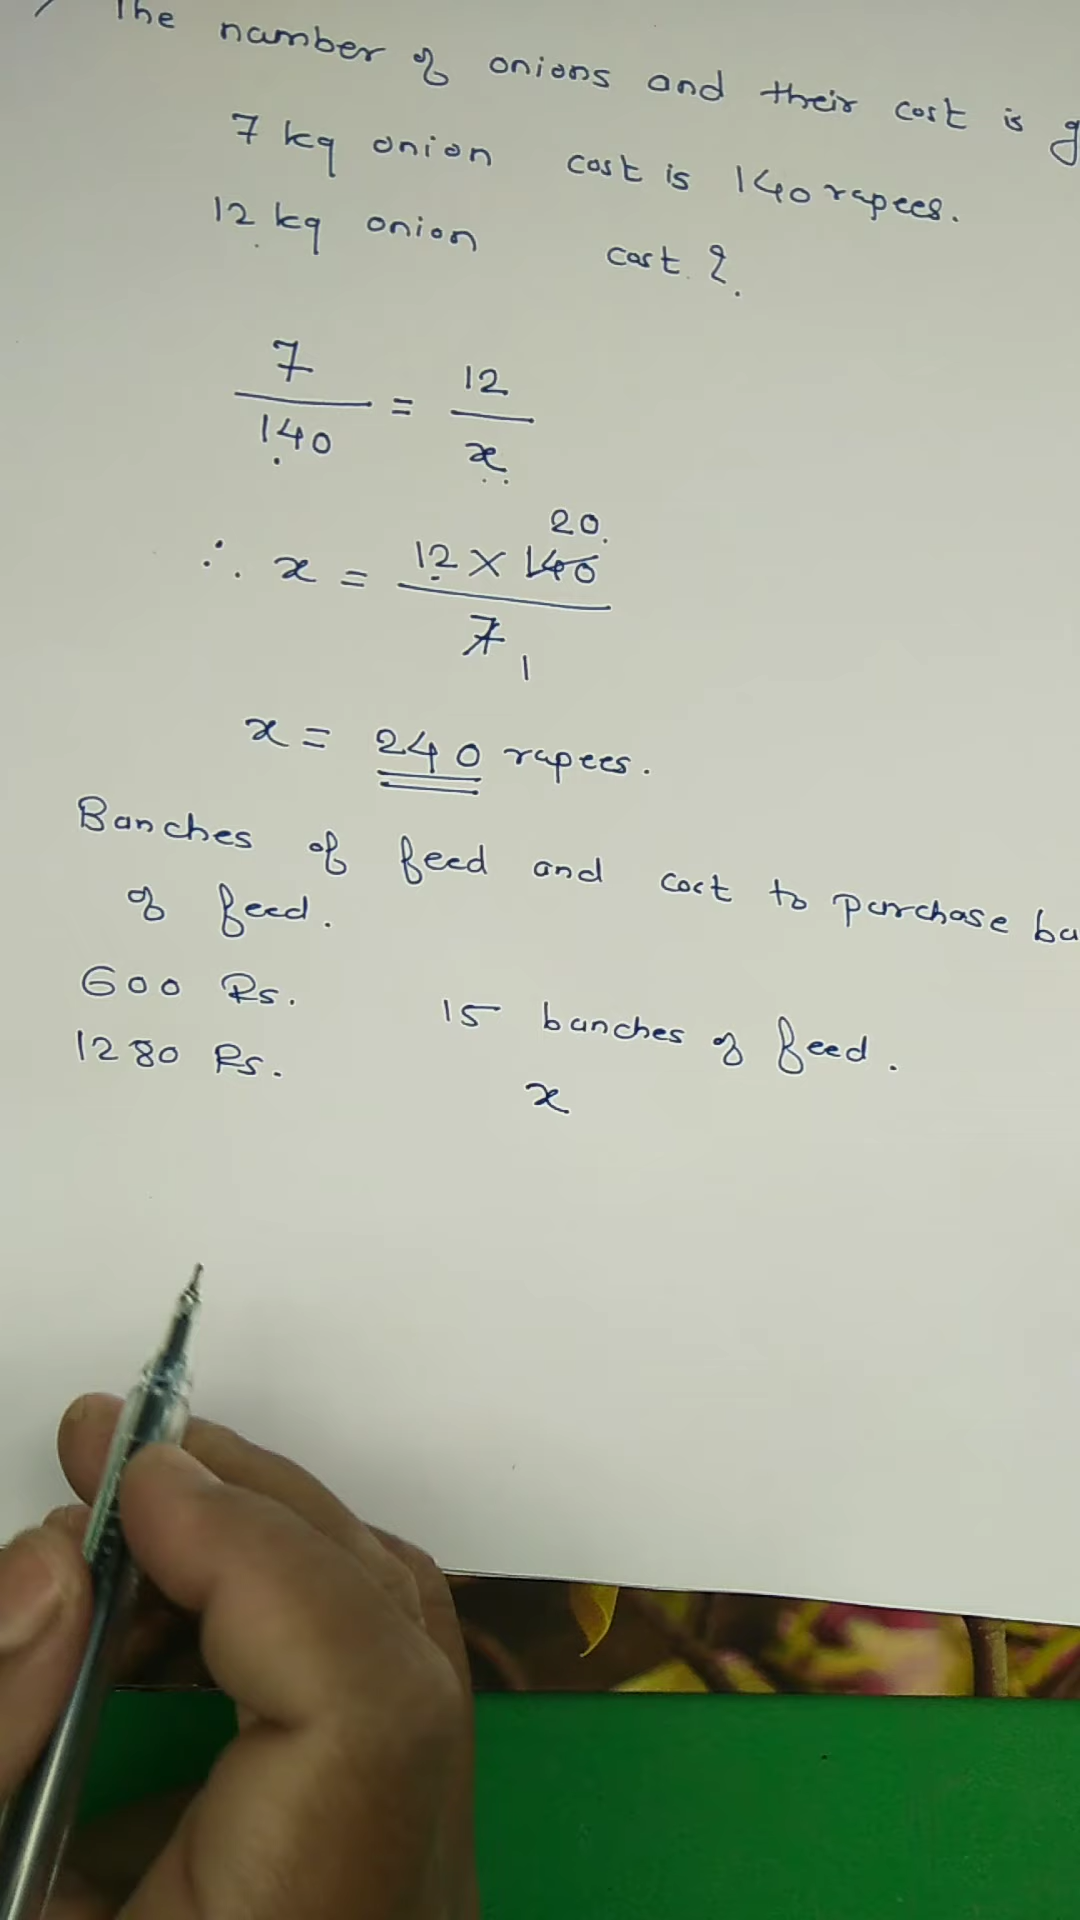 The number of onions and their cost is g
7 kg onion cost is 140 rupees.
12 kg onion cost ?
7/140 = 12/x
∴ x = 12 × 140/7 20 1
x = 240 rupees.
Bunches of feed and cost to purchase bu
of feed.
600 Rs. 15 bunches of feed.
1280 Rs. x